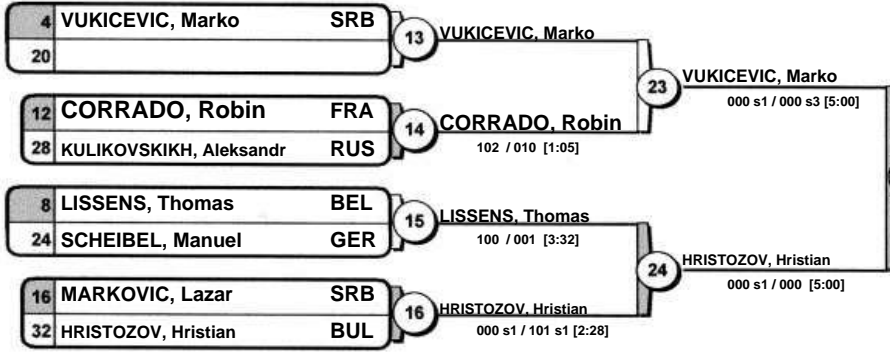 4 VUKICEVIC, Marko SRB
20
13 VUKICEVIC, Marko
12 CORRADO, Robin FRA
28 KULIKOVSKIKH, Aleksandr RUS
14 CORRADO, Robin
102 / 010 [1:05]
23 VUKICEVIC, Marko
000 s1 / 000 s3 [5:00]
8 LISSENS, Thomas BEL
24 SCHEIBEL, Manuel GER
15 LISSENS, Thomas
100 / 001 [3:32]
16 MARKOVIC, Lazar SRB
32 HRISTOZOV, Hristian BUL
16 HRISTOZOV, Hristian
000 s1 / 101 s1 [2:28]
24 HRISTOZOV, Hristian
000 s1 / 000 [5:00]